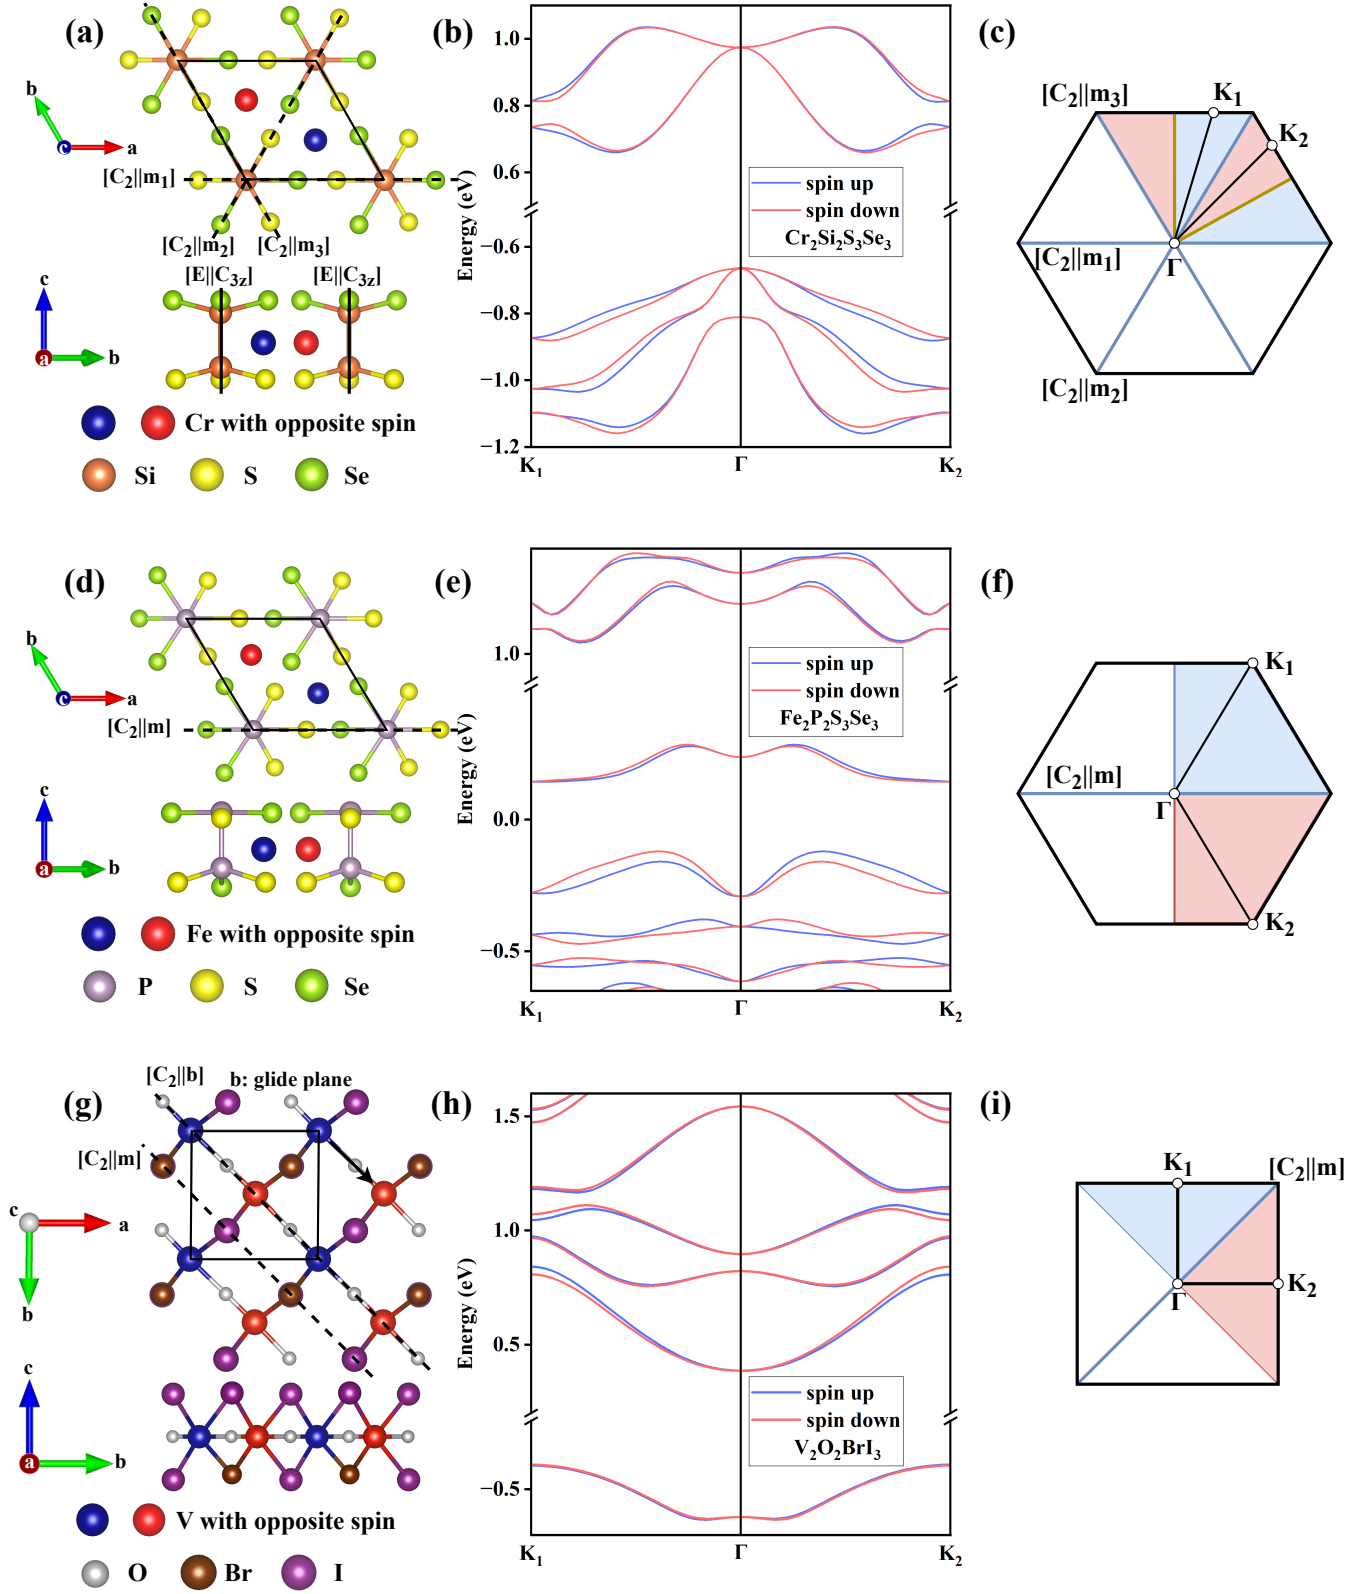 (a)
b
c
a
[C₂||m₁]
[C₂||m₂]
[C₂||m₃]
[E||C₃z]
[E||C₃z]
c
a
b
Cr with opposite spin
Si
S
Se
(b)
Energy (eV)
1.0
0.8
0.6
−0.6
−0.8
−1.0
−1.2
K₁
Γ
K₂
spin up
spin down
Cr₂Si₂S₃Se₃
(c)
[C₂||m₃]
K₁
K₂
[C₂||m₁]
Γ
[C₂||m₂]
(d)
b
c
a
[C₂||m]
c
a
b
Fe with opposite spin
P
S
Se
(e)
Energy (eV)
1.0
0.0
−0.5
K₁
Γ
K₂
spin up
spin down
Fe₂P₂S₃Se₃
(f)
K₁
[C₂||m]
Γ
K₂
(g)
[C₂||b]
b: glide plane
[C₂||m]
c
a
b
c
a
b
V with opposite spin
O
Br
I
(h)
Energy (eV)
1.5
1.0
0.5
−0.5
K₁
Γ
K₂
spin up
spin down
V₂O₂BrI₃
(i)
K₁
[C₂||m]
Γ
K₂